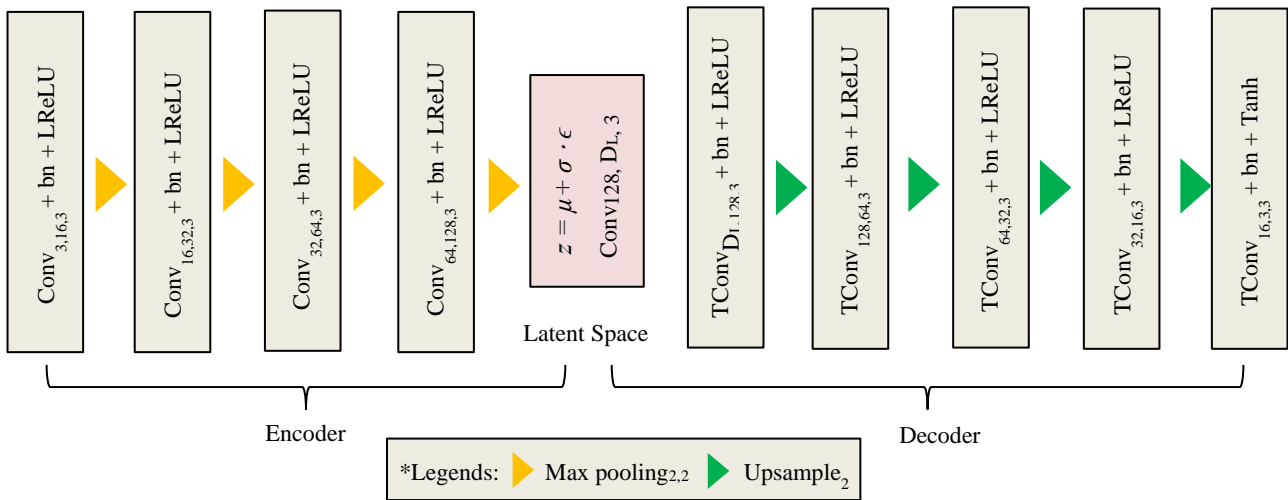 Conv3,16,3 + bn + LReLU
Conv16,32,3 + bn + LReLU
Conv32,64,3 + bn + LReLU
Conv64,128,3 + bn + LReLU
z = μ + σ · ϵ
Conv128, DL, 3
Latent Space
TConvDL,128,3 + bn + LReLU
TConv128,64,3 + bn + LReLU
TConv64,32,3 + bn + LReLU
TConv32,16,3 + bn + LReLU
TConv16,3,3 + bn + Tanh
Encoder
Decoder
*Legends: Max pooling2,2 Upsample2